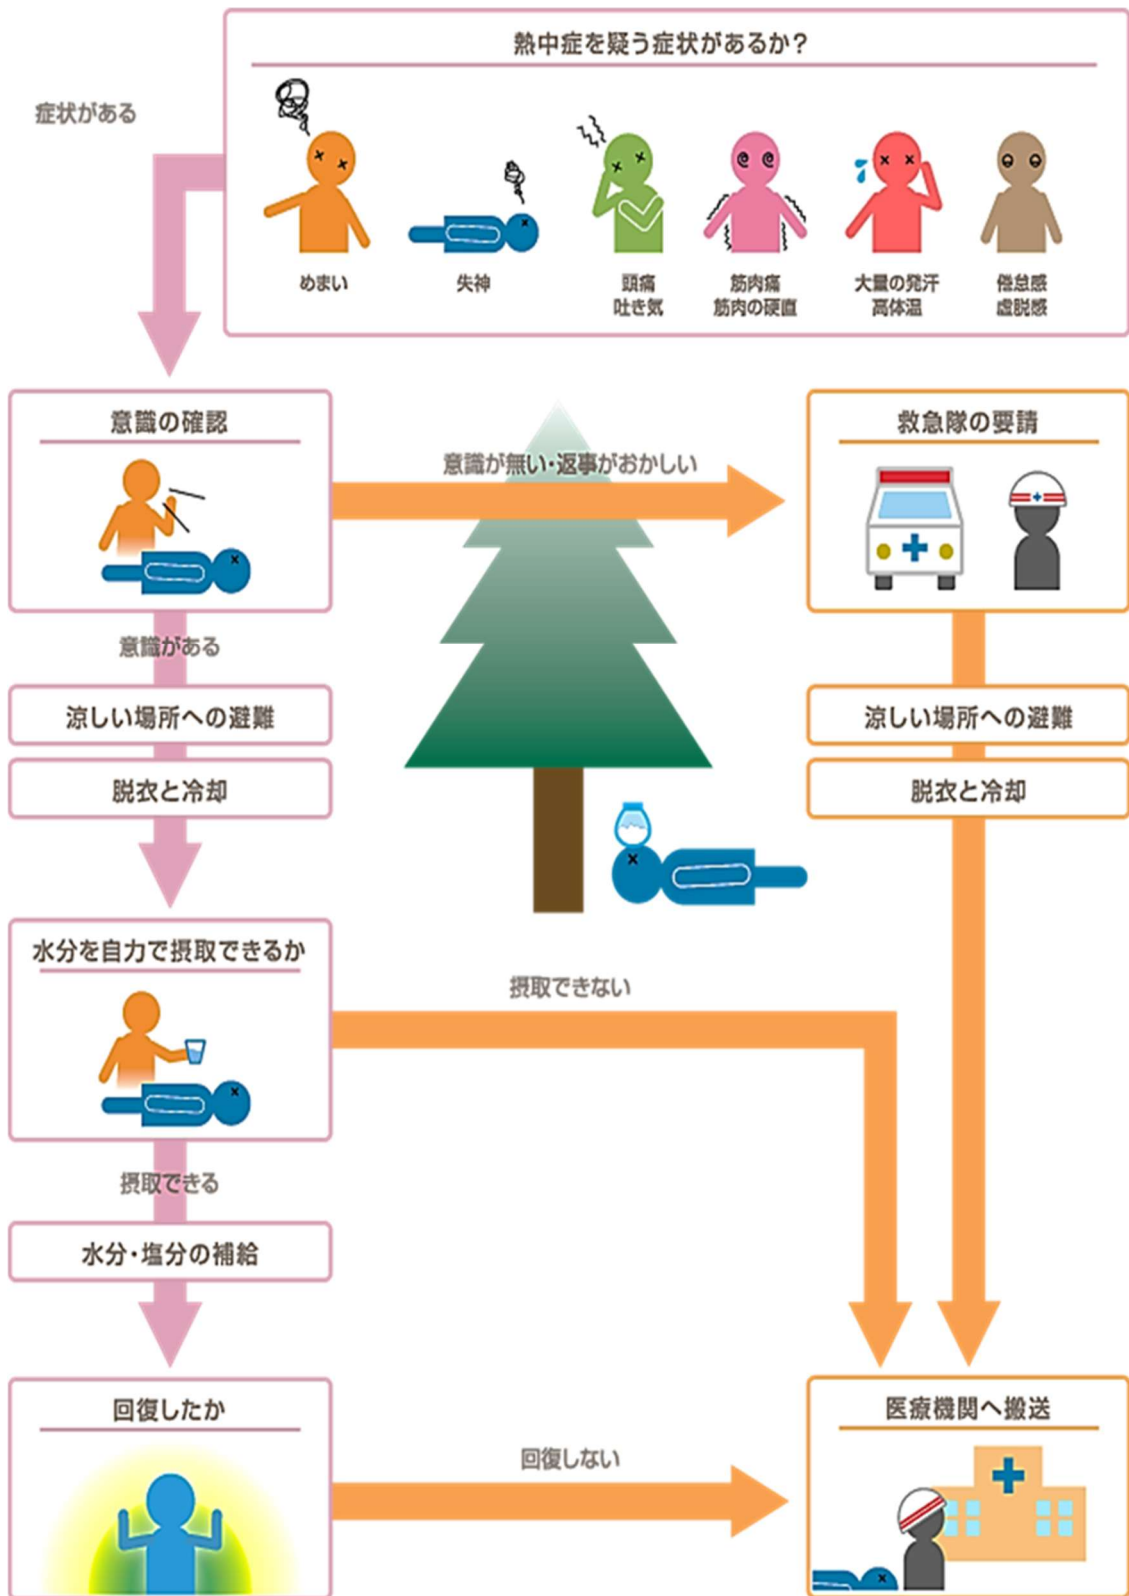 熱中症を疑う症状があるか?
症状がある
めまい
失神
頭痛
吐き気
筋肉痛
筋肉の硬直
大量の発汗
高体温
倦怠感
虚脱感
意識の確認
意識が無い・返事がおかしい
救急隊の要請
意識がある
涼しい場所への避難
涼しい場所への避難
脱衣と冷却
脱衣と冷却
水分を自力で摂取できるか
摂取できない
摂取できる
水分・塩分の補給
回復したか
回復しない
医療機関へ搬送